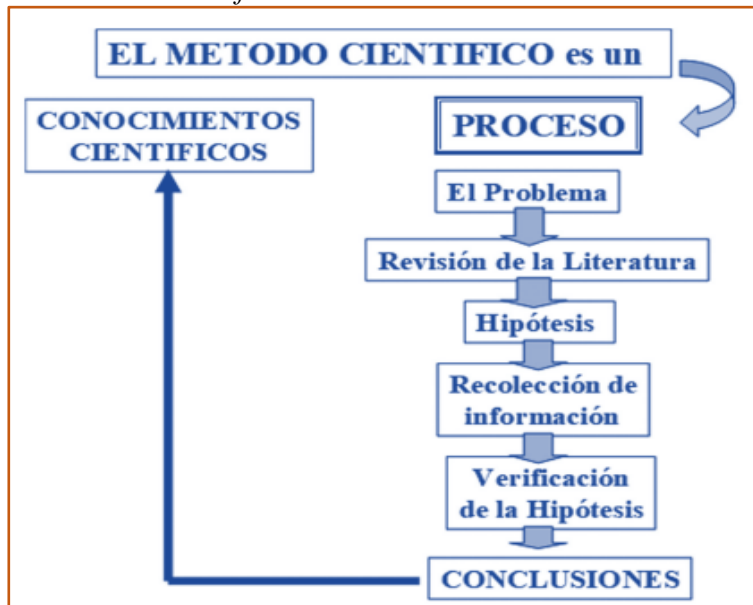 EL METODO CIENTIFICO es un
CONOCIMIENTOS
CIENTIFICOS
PROCESO
El Problema
Revisión de la Literatura
Hipótesis
Recolección de
información
Verificación
de la Hipótesis
CONCLUSIONES